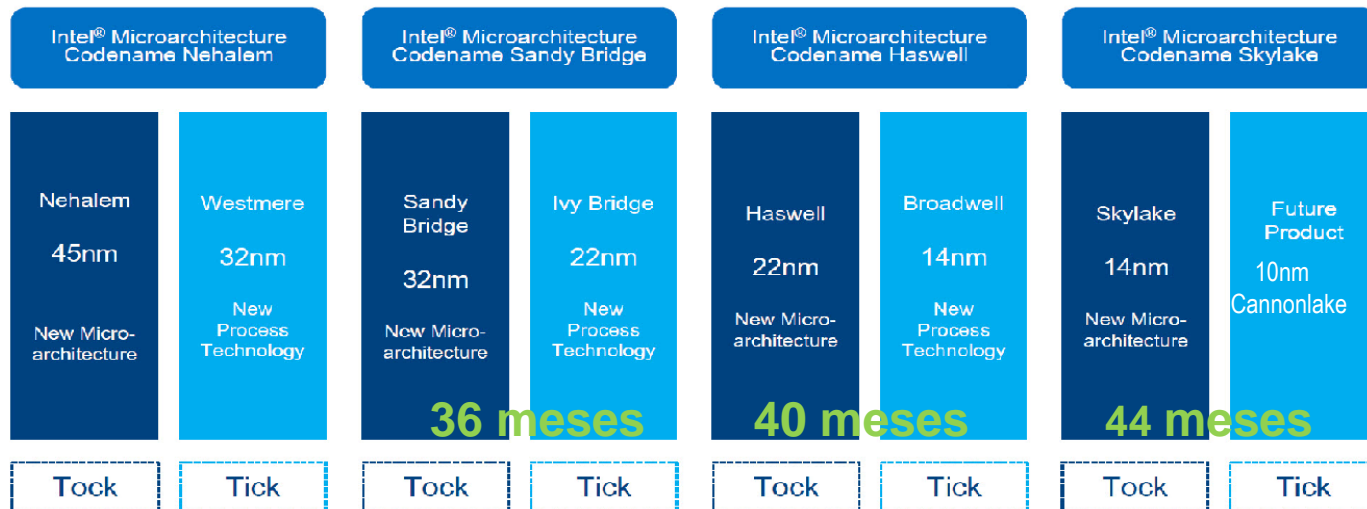 Intel® Microarchitecture
Codename Nehalem
Intel® Microarchitecture
Codename Sandy Bridge
Intel® Microarchitecture
Codename Haswell
Intel® Microarchitecture
Codename Skylake
Nehalem
45nm
New Micro-
architecture
Westmere
32nm
New
Process
Technology
Sandy
Bridge
32nm
New Micro-
architecture
Ivy Bridge
22nm
New
Process
Technology
36 meses
Haswell
22nm
New Micro-
architecture
Broadwell
14nm
New
Process
Technology
40 meses
Skylake
14nm
New Micro-
architecture
Future
Product
10nm
Cannonlake
44 meses
Tock
Tick
Tock
Tick
Tock
Tick
Tock
Tick